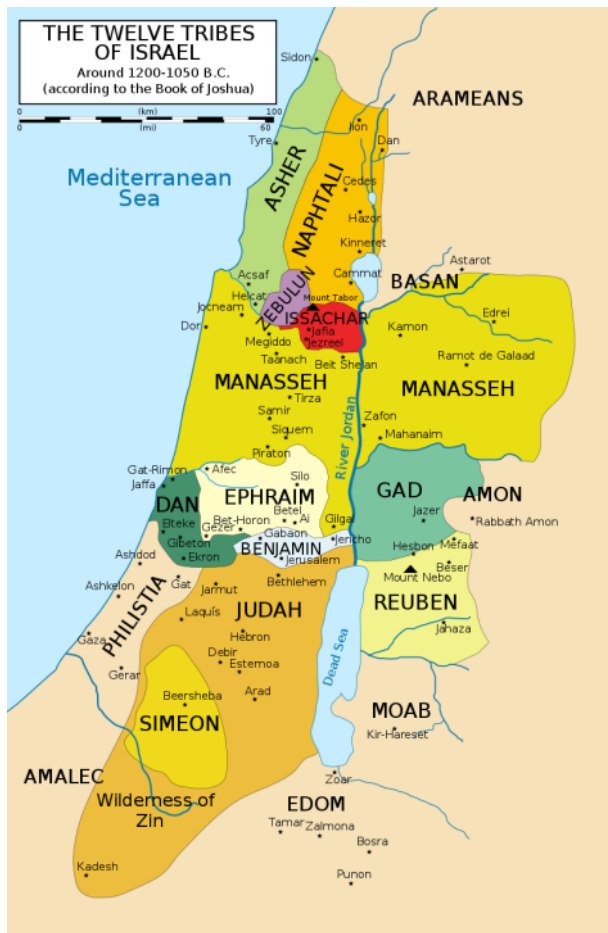 THE TWELVE TRIBES
OF ISRAEL
Around 1200-1050 B.C.
(according to the Book of Joshua)
0 (km) 100
0 (mi) 60
Sidon
ARAMEANS
Ilon
Tyre
Dan
Mediterranean
Sea
ASHER
NAPHTALI
Cedes
Hazor
Kinneret
Cammat
BASAN
Astarot
Acsaf
Helcat
ZEBULUN
Mount Tabor
Jocneam
ISSACHAR
Edrei
Dor
Jafia
Kamon
Megiddo
Jezreel
Taanach
Beit Shean
Ramot de Galaad
MANASSEH
MANASSEH
Tirza
Samir
Zafon
Siquem
Mahanaim
Piraton
River Jordan
Gat-Rimon
Afec
Jaffa
Silo
DAN
EPHRAIM
GAD
AMON
Betel
Ai
Jazer
Bteke
Bet-Horon
Gilgal
Rabbath Amon
Gezer
Gabaon
Jericho
Gibeton
BENJAMIN
Hesbon
Mefaat
Ekron
Jerusalem
Beser
Ashdod
Mount Nebo
Gat
Bethlehem
Ashkelon
Jarmut
REUBEN
PHILISTIA
JUDAH
Laquís
Jahaza
Gaza
Hebron
Dead Sea
Debir
Estemoa
Gerar
Beersheba
Arad
MOAB
SIMEON
Kir-Hareset
AMALEC
Zoar
Wilderness of
Zin
EDOM
Tamar
Zalmona
Bosra
Kadesh
Punon